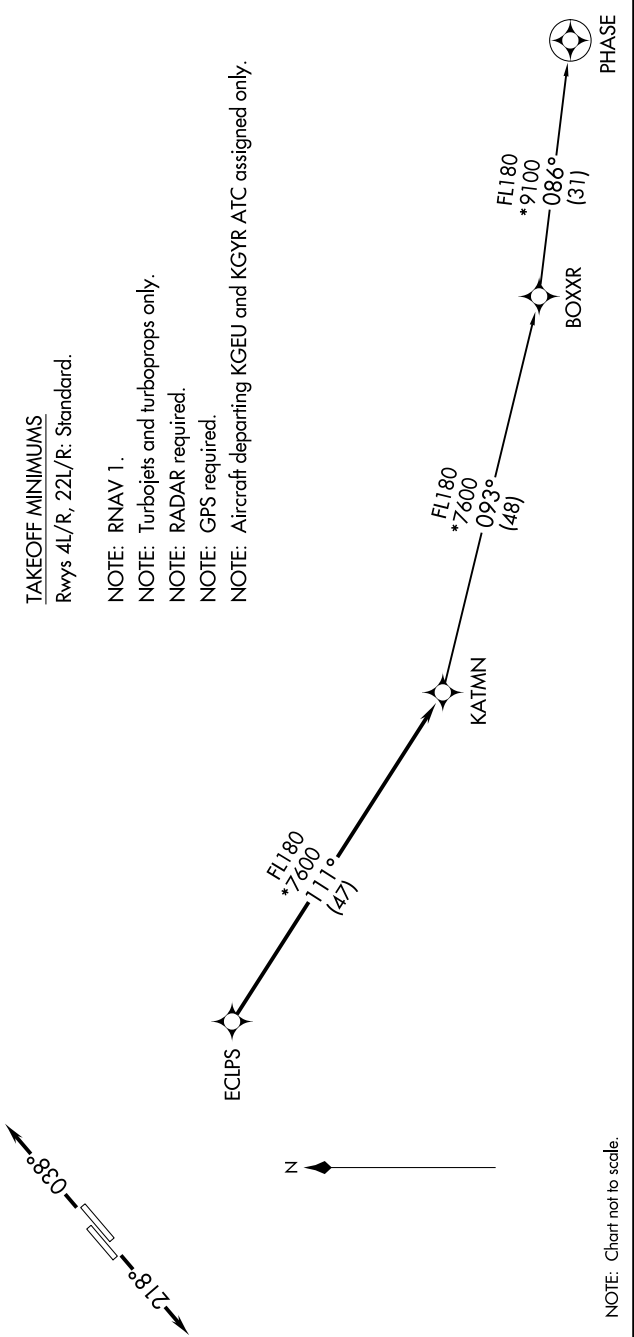 TAKEOFF MINIMUMS
Rwys 4L/R, 22L/R: Standard.
NOTE: RNAV 1.
NOTE: Turbojets and turboprops only.
NOTE: RADAR required.
NOTE: GPS required.
NOTE: Aircraft departing KGEU and KGYR ATC assigned only.
038°
218°
N
ECLPS
FL180
*7600
111°
(47)
KATMN
FL180
*7600
093°
(48)
BOXXR
FL180
*9100
086°
(31)
PHASE
NOTE: Chart not to scale.